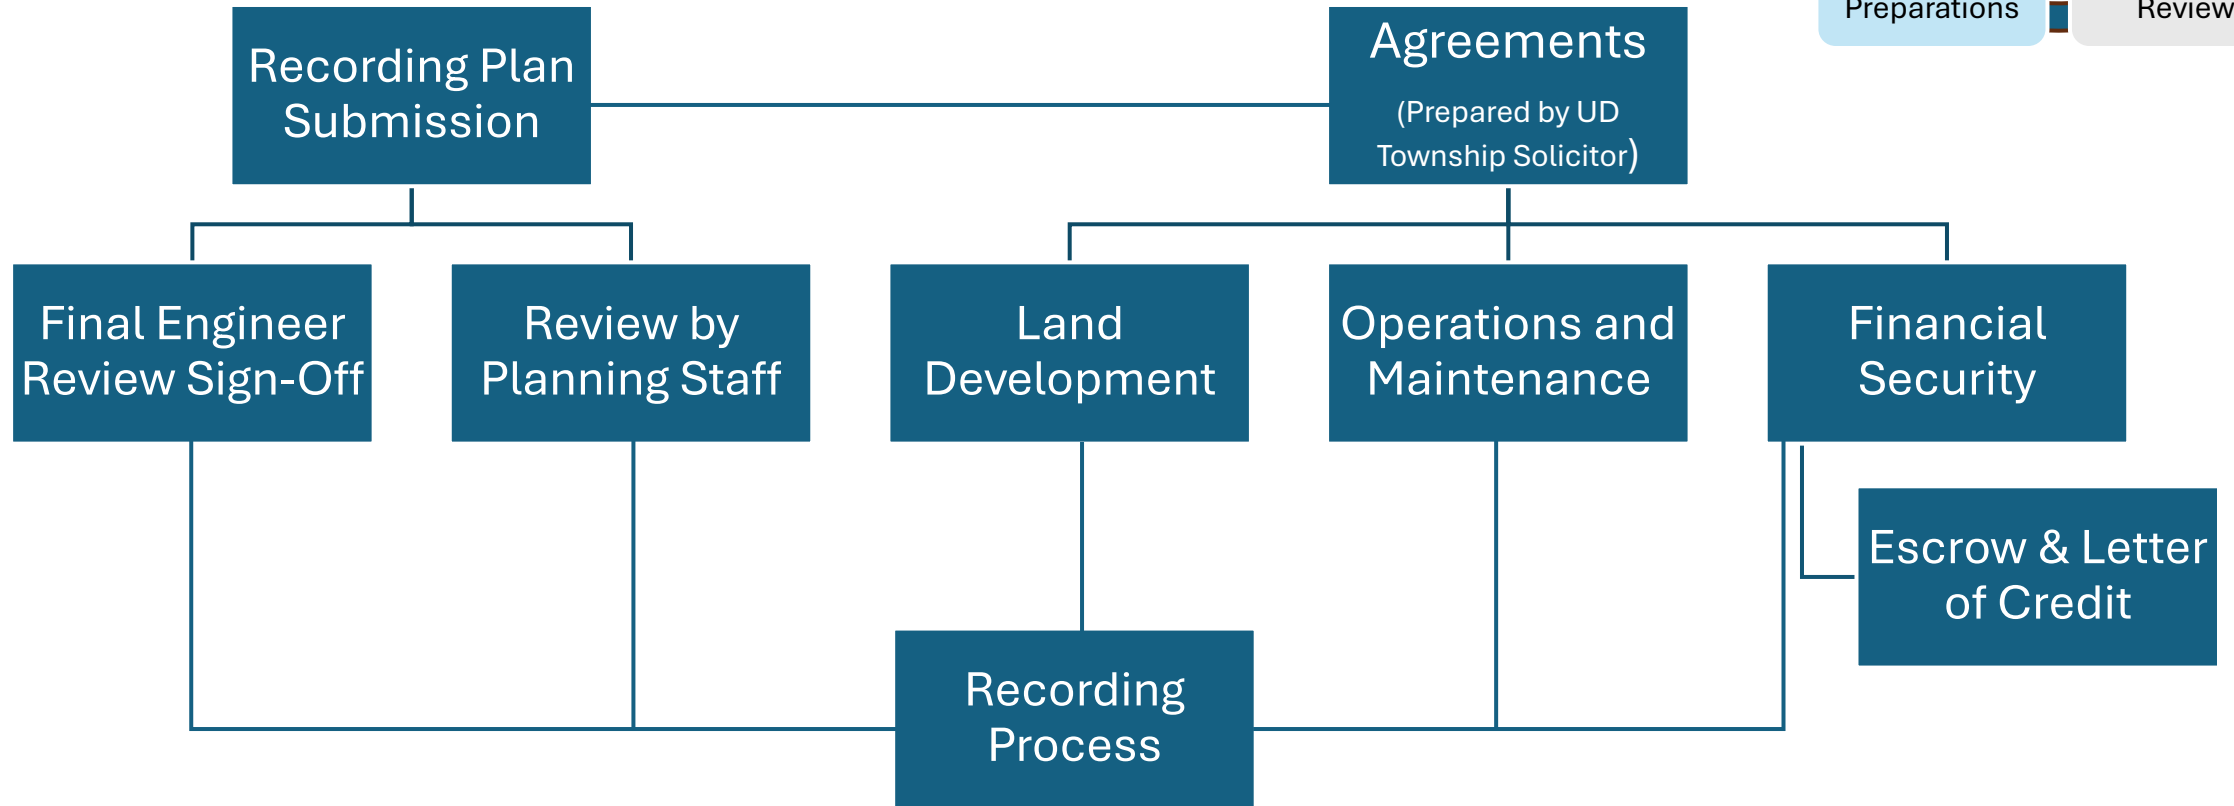 Preparations
Review
Recording Plan
Submission
Agreements
(Prepared by UD
Township Solicitor)
Final Engineer
Review Sign-Off
Review by
Planning Staff
Land
Development
Operations and
Maintenance
Financial
Security
Escrow & Letter
of Credit
Recording
Process